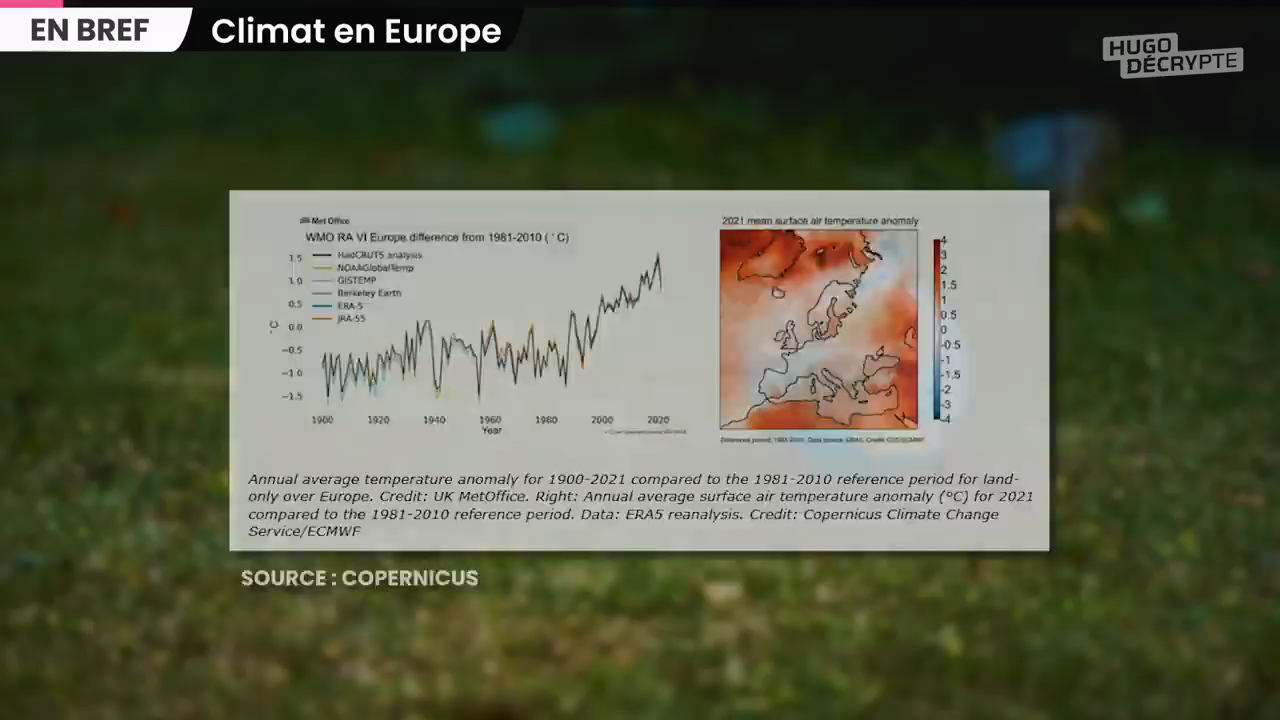 EN BREF
Climat en Europe
HUGO
DÉCRYPTE
Met Office
WMO RA VI Europe difference from 1981-2010 (°C)
HadCRUT5 analysis
NOAAGlobalTemp
GISTEMP
Berkeley Earth
ERA-5
JRA-55
1.5
1.0
0.5
0.0
−0.5
−1.0
−1.5
°C
1900
1920
1940
1960
1980
2000
2020
Year
2021 mean surface air temperature anomaly
4
3
2
1.5
1
0.5
0
-0.5
-1
-1.5
-2
-3
-4
Annual average temperature anomaly for 1900-2021 compared to the 1981-2010 reference period for land-
only over Europe. Credit: UK MetOffice. Right: Annual average surface air temperature anomaly (°C) for 2021
compared to the 1981-2010 reference period. Data: ERA5 reanalysis. Credit: Copernicus Climate Change
Service/ECMWF
SOURCE : COPERNICUS